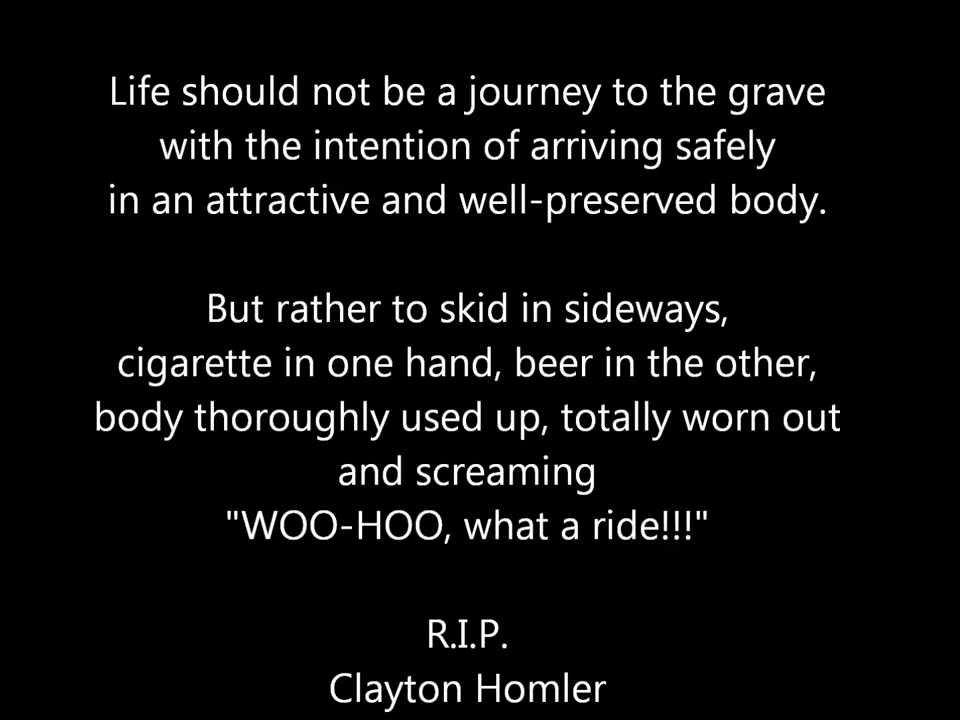 Life should not be a journey to the grave
with the intention of arriving safely
in an attractive and well-preserved body.
But rather to skid in sideways,
cigarette in one hand, beer in the other,
body thoroughly used up, totally worn out
and screaming
"WOO-HOO, what a ride!!!"
R.I.P.
Clayton Homler